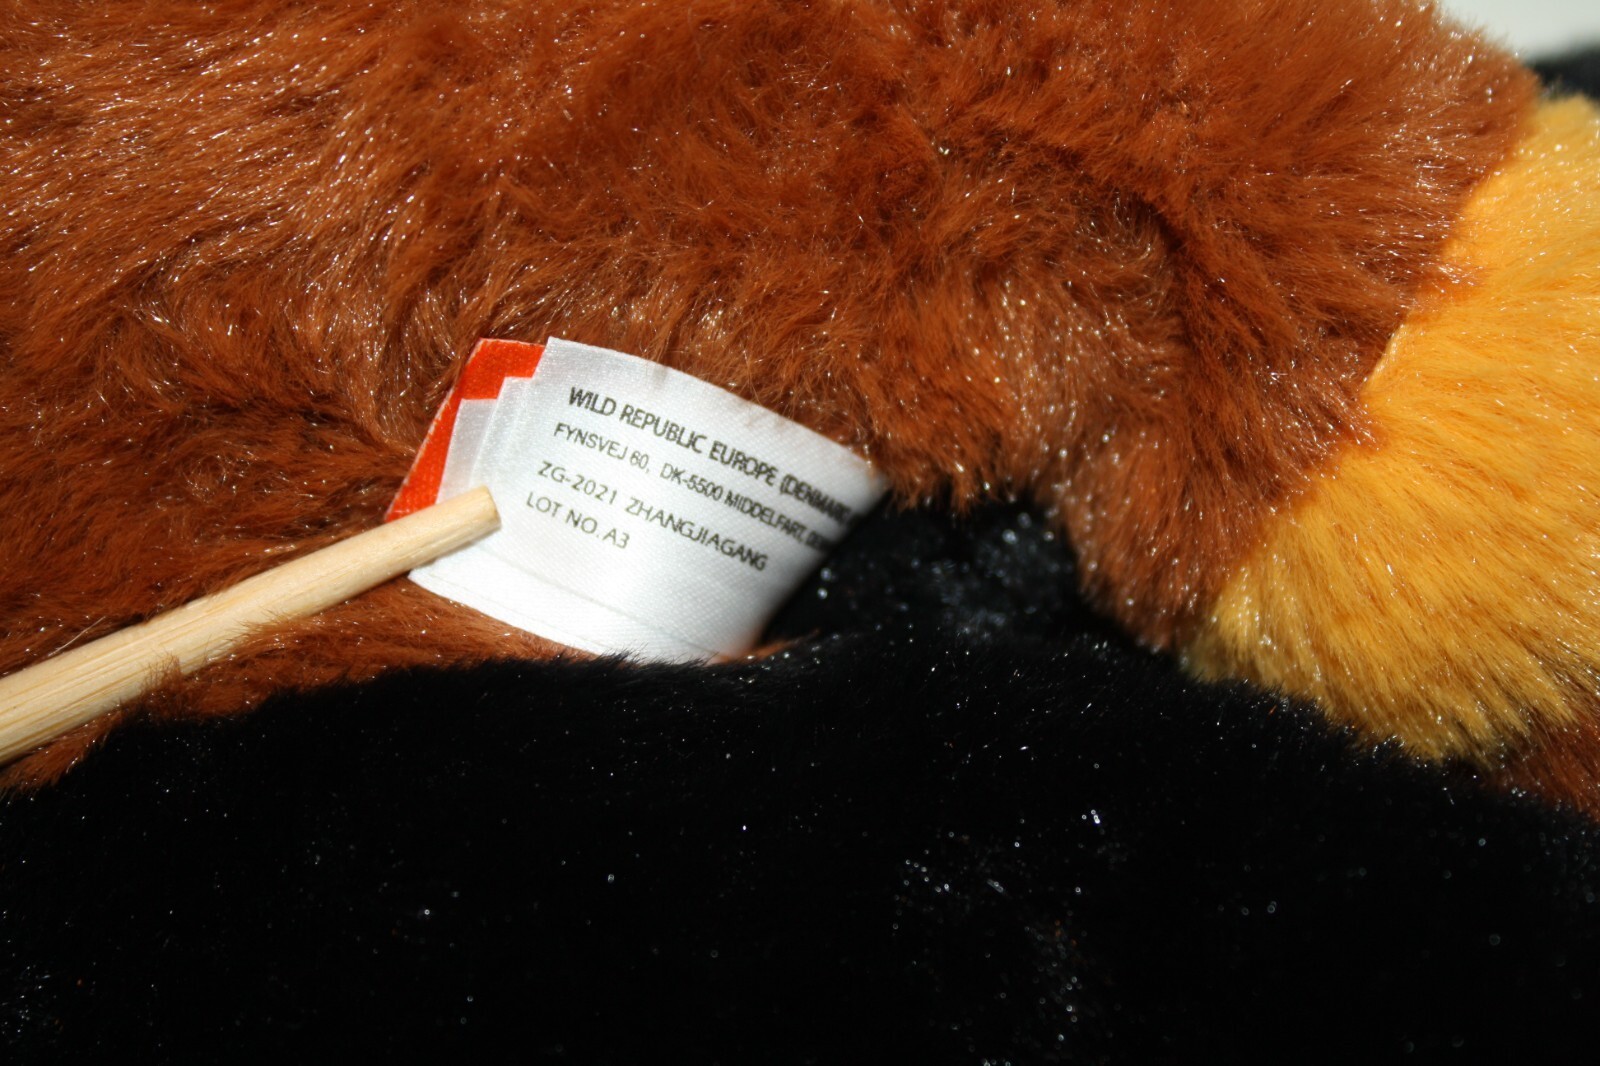 WILD REPUBLIC EUROPE (DENMARK)
FYNSVEJ 60, DK-5500 MIDDELFART,
ZG-2021 ZHANGJIAGANG
LOT NO. A3